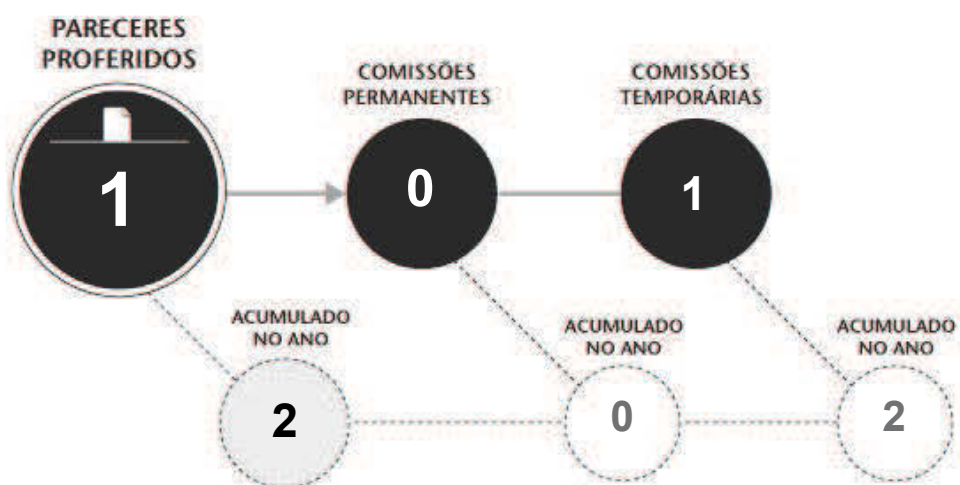 PARECERES
PROFERIDOS
1
COMISSÕES
PERMANENTES
0
COMISSÕES
TEMPORÁRIAS
1
ACUMULADO
NO ANO
2
ACUMULADO
NO ANO
0
ACUMULADO
NO ANO
2